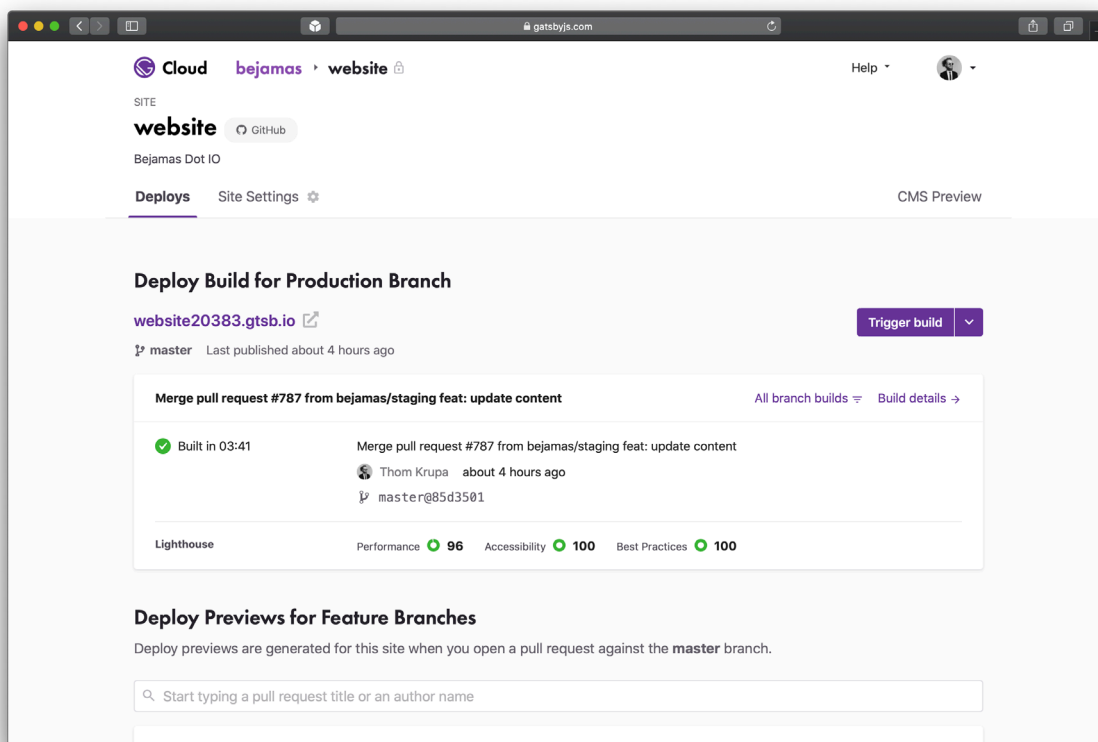 gatsbyjs.com
Cloud bejamas website Help
SITE
website GitHub
Bejamas Dot IO
Deploys Site Settings CMS Preview
Deploy Build for Production Branch
website20383.gtsb.io Trigger build
master Last published about 4 hours ago
Merge pull request #787 from bejamas/staging feat: update content All branch builds Build details →
Built in 03:41 Merge pull request #787 from bejamas/staging feat: update content
Thom Krupa about 4 hours ago
master@85d3501
Lighthouse Performance 96 Accessibility 100 Best Practices 100
Deploy Previews for Feature Branches
Deploy previews are generated for this site when you open a pull request against the master branch.
Start typing a pull request title or an author name